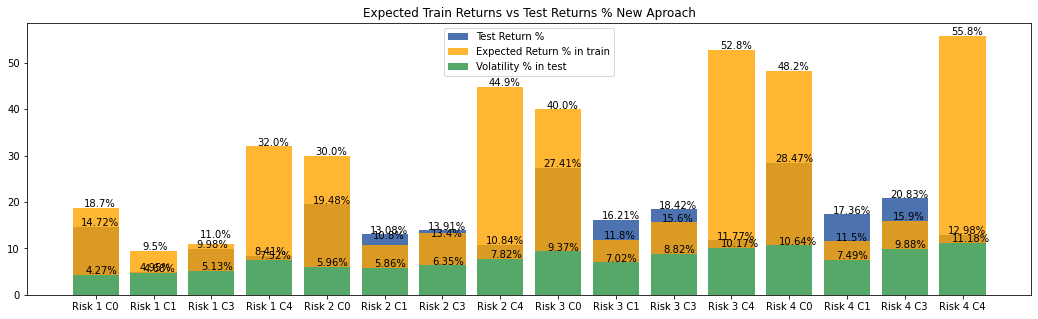 Expected Train Returns vs Test Returns % New Aproach
Test Return %
Expected Return % in train
Volatility % in test
50
40
30
20
10
0
18.7%
14.72%
4.27%
9.5%
4.95%
4.68%
11.0%
9.98%
5.13%
32.0%
8.41%
7.52%
30.0%
19.48%
5.96%
13.08%
10.8%
5.86%
13.91%
13.4%
6.35%
44.9%
10.84%
7.82%
40.0%
27.41%
9.37%
16.21%
11.8%
7.02%
18.42%
15.6%
8.82%
52.8%
11.77%
10.17%
48.2%
28.47%
10.64%
17.36%
11.5%
7.49%
20.83%
15.9%
9.88%
55.8%
12.98%
11.18%
Risk 1 C0
Risk 1 C1
Risk 1 C3
Risk 1 C4
Risk 2 C0
Risk 2 C1
Risk 2 C3
Risk 2 C4
Risk 3 C0
Risk 3 C1
Risk 3 C3
Risk 3 C4
Risk 4 C0
Risk 4 C1
Risk 4 C3
Risk 4 C4